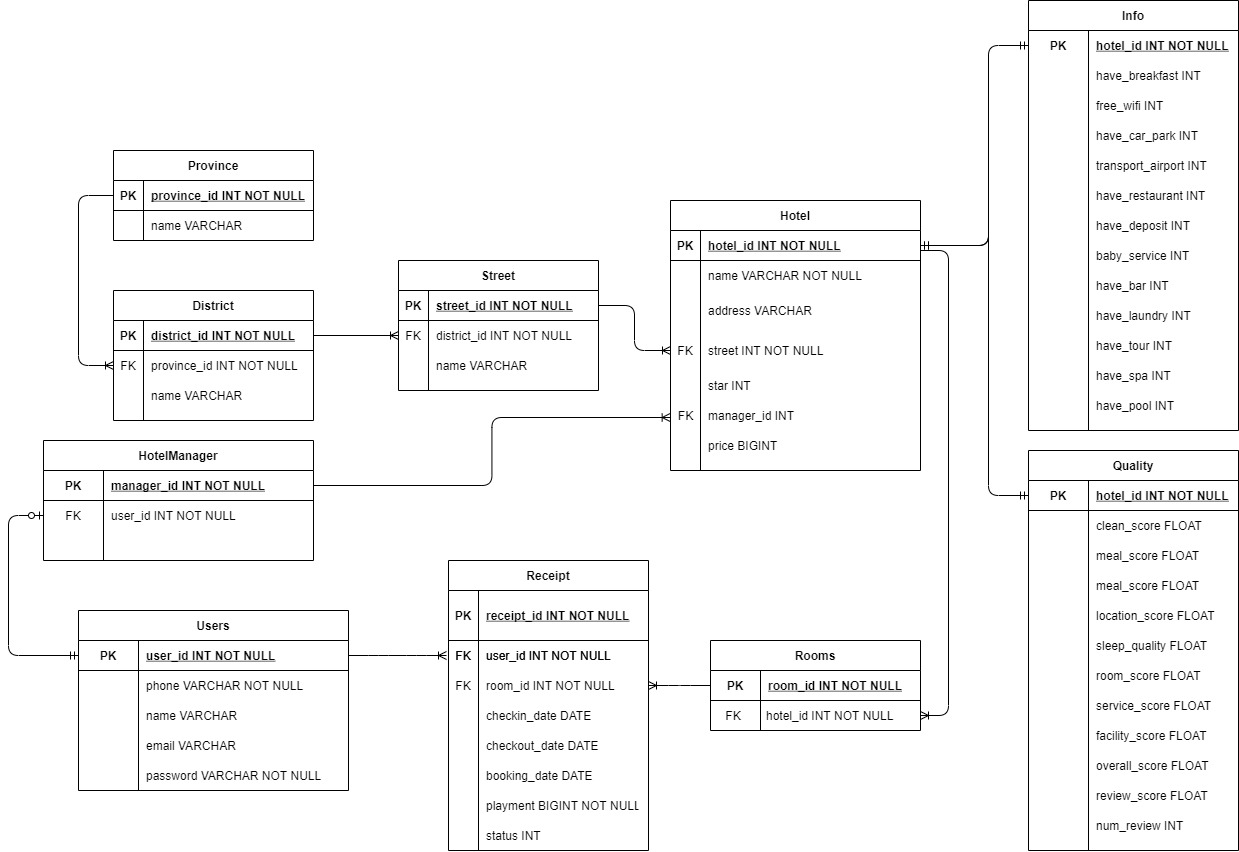 Info
PK hotel_id INT NOT NULL
have_breakfast INT
free_wifi INT
have_car_park INT
transport_airport INT
have_restaurant INT
have_deposit INT
baby_service INT
have_bar INT
have_laundry INT
have_tour INT
have_spa INT
have_pool INT
Province
PK province_id INT NOT NULL
name VARCHAR
Hotel
PK hotel_id INT NOT NULL
name VARCHAR NOT NULL
address VARCHAR
FK street INT NOT NULL
star INT
FK manager_id INT
price BIGINT
Street
PK street_id INT NOT NULL
FK district_id INT NOT NULL
name VARCHAR
District
PK district_id INT NOT NULL
FK province_id INT NOT NULL
name VARCHAR
HotelManager
PK manager_id INT NOT NULL
FK user_id INT NOT NULL
Quality
PK hotel_id INT NOT NULL
clean_score FLOAT
meal_score FLOAT
meal_score FLOAT
location_score FLOAT
sleep_quality FLOAT
room_score FLOAT
service_score FLOAT
facility_score FLOAT
overall_score FLOAT
review_score FLOAT
num_review INT
Users
PK user_id INT NOT NULL
phone VARCHAR NOT NULL
name VARCHAR
email VARCHAR
password VARCHAR NOT NULL
Receipt
PK receipt_id INT NOT NULL
FK user_id INT NOT NULL
FK room_id INT NOT NULL
checkin_date DATE
checkout_date DATE
booking_date DATE
playment BIGINT NOT NULL
status INT
Rooms
PK room_id INT NOT NULL
FK hotel_id INT NOT NULL